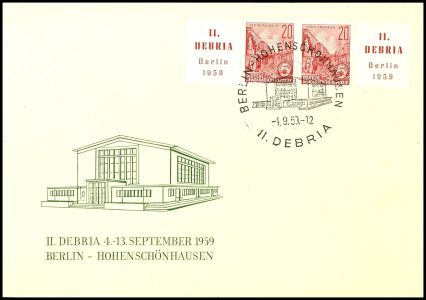 II.
DEBRIA
Berlin
1959
20
20
II.
DEBRIA
Berlin
1959
BERLIN-HOHENSCHÖNHAUSEN
-4.9.59.-12
II. DEBRIA
II. DEBRIA 4.-13. SEPTEMBER 1959
BERLIN - HOHENSCHÖNHAUSEN